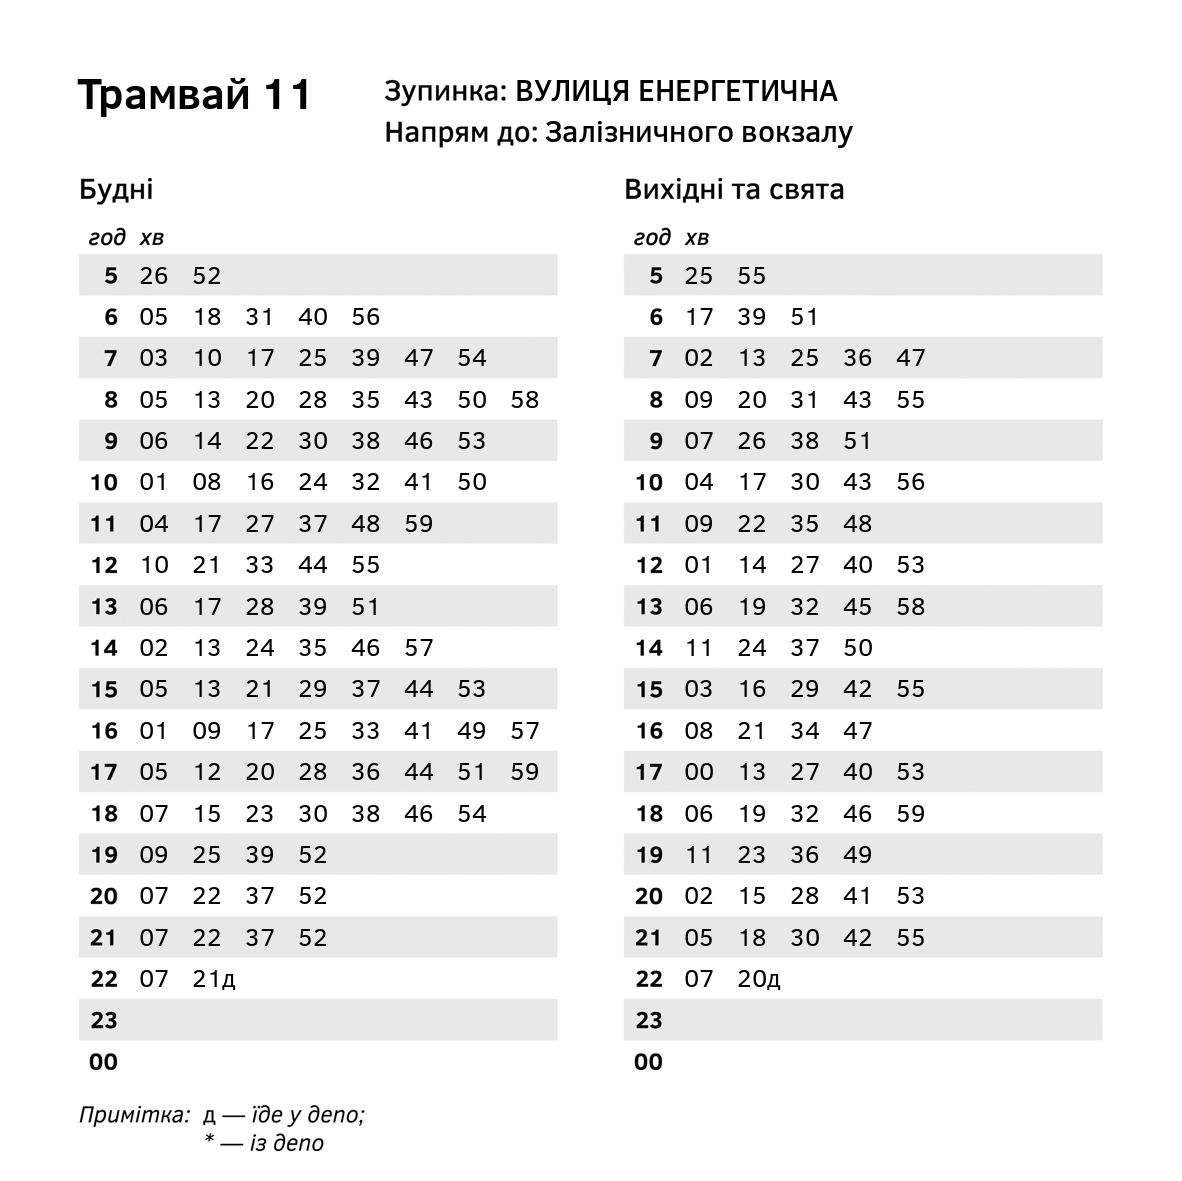 Трамвай 11
Зупинка: ВУЛИЦЯ ЕНЕРГЕТИЧНА
Напрям до: Залізничного вокзалу
Будні
год хв
5 26 52
6 05 18 31 40 56
7 03 10 17 25 39 47 54
8 05 13 20 28 35 43 50 58
9 06 14 22 30 38 46 53
10 01 08 16 24 32 41 50
11 04 17 27 37 48 59
12 10 21 33 44 55
13 06 17 28 39 51
14 02 13 24 35 46 57
15 05 13 21 29 37 44 53
16 01 09 17 25 33 41 49 57
17 05 12 20 28 36 44 51 59
18 07 15 23 30 38 46 54
19 09 25 39 52
20 07 22 37 52
21 07 22 37 52
22 07 21д
23
00
Вихідні та свята
год хв
5 25 55
6 17 39 51
7 02 13 25 36 47
8 09 20 31 43 55
9 07 26 38 51
10 04 17 30 43 56
11 09 22 35 48
12 01 14 27 40 53
13 06 19 32 45 58
14 11 24 37 50
15 03 16 29 42 55
16 08 21 34 47
17 00 13 27 40 53
18 06 19 32 46 59
19 11 23 36 49
20 02 15 28 41 53
21 05 18 30 42 55
22 07 20д
23
00
Примітка: д — їде у депо;
* — із депо